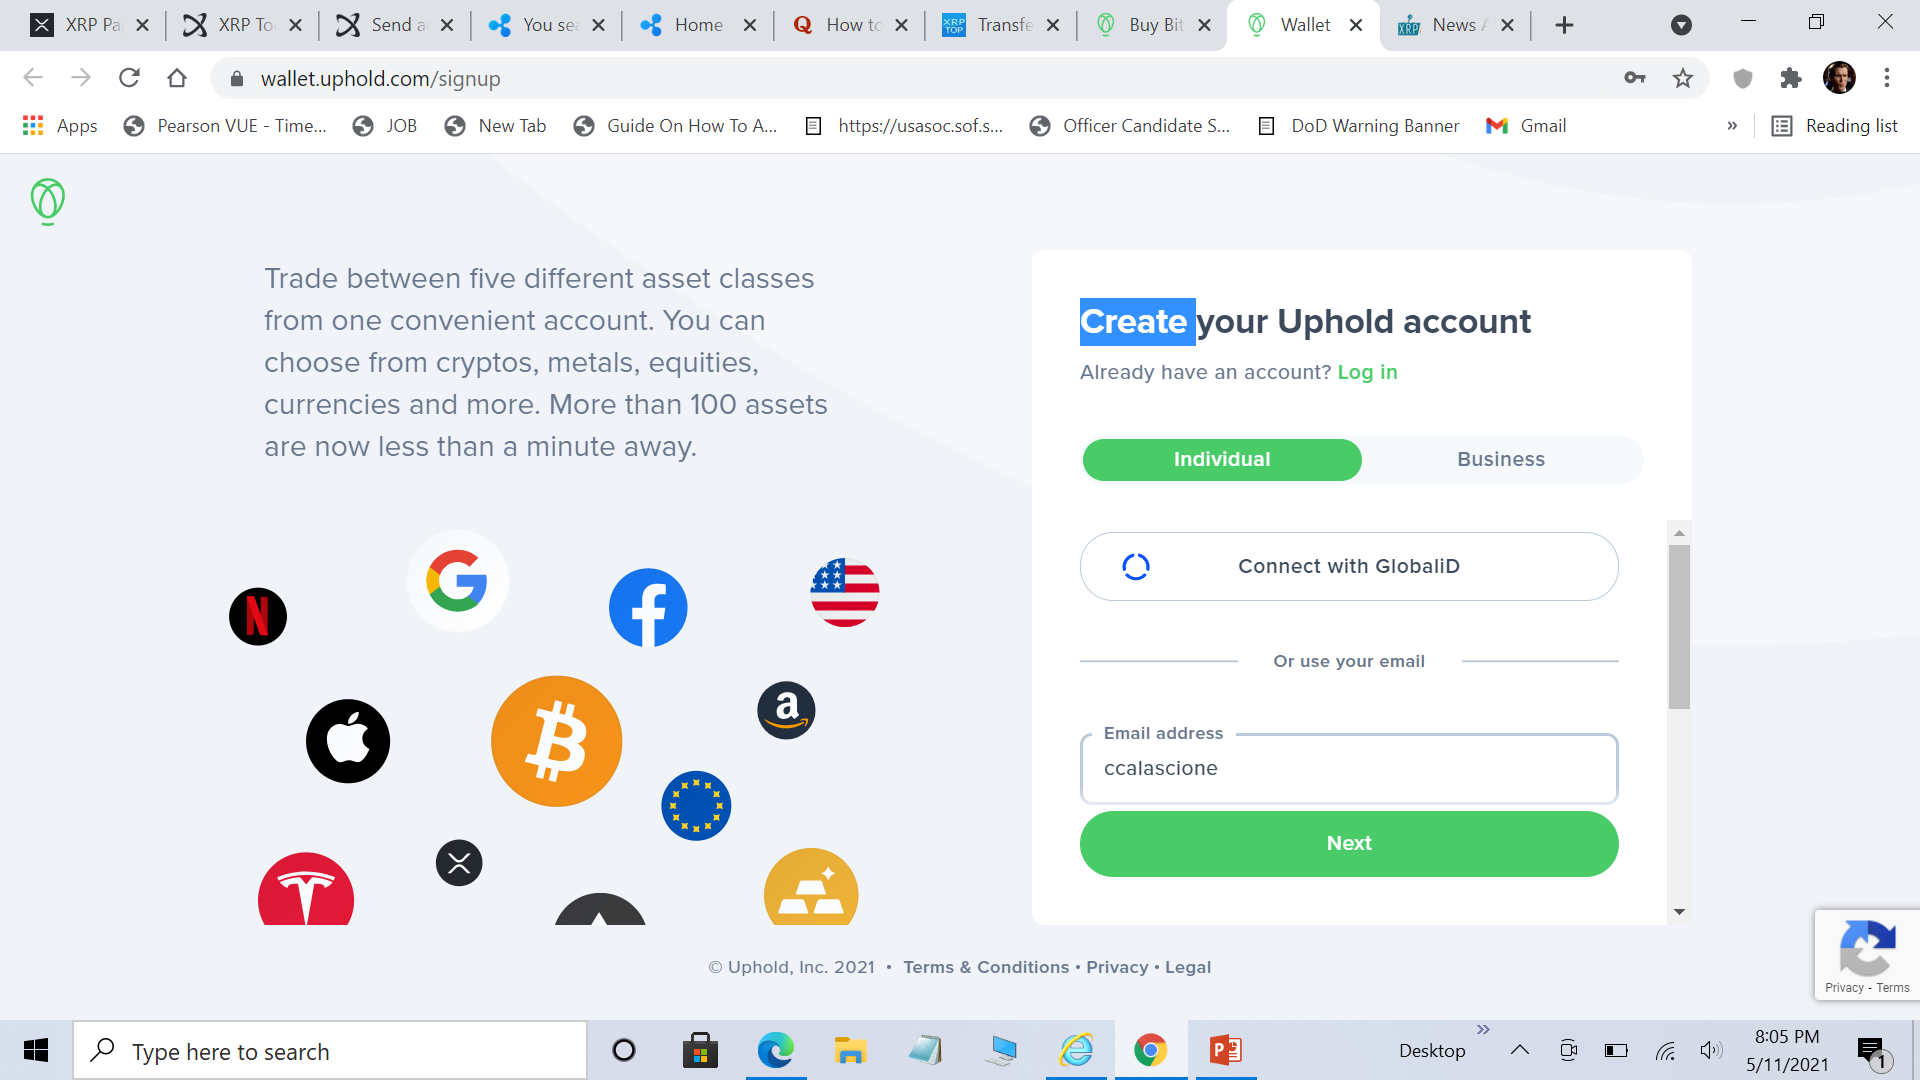 XRP Pa
XRP To
Send a
You sea
Home
How to
Transfe
Buy Bit
Wallet
News A
wallet.uphold.com/signup
Apps
Pearson VUE - Time...
JOB
New Tab
Guide On How To A...
https://usasoc.sof.s...
Officer Candidate S...
DoD Warning Banner
Gmail
»
Reading list
Trade between five different asset classes
from one convenient account. You can
choose from cryptos, metals, equities,
currencies and more. More than 100 assets
are now less than a minute away.
Create your Uphold account
Already have an account? Log in
Individual
Business
Connect with GlobaliD
Or use your email
Email address
ccalascione
Next
© Uphold, Inc. 2021 • Terms & Conditions • Privacy • Legal
Privacy - Terms
Type here to search
Desktop
»
8:05 PM
5/11/2021
1